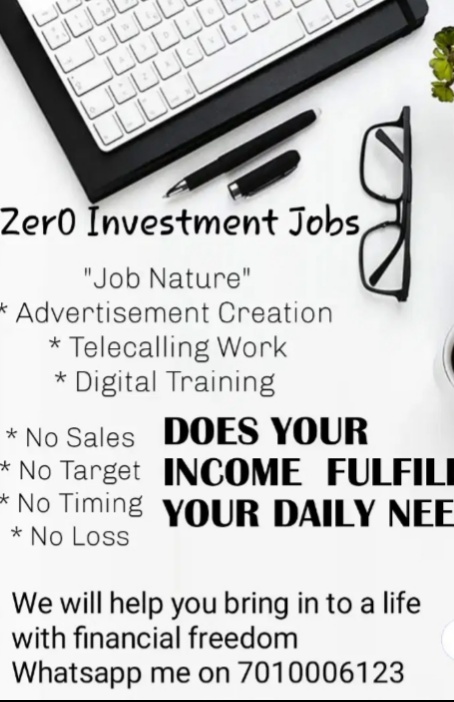 Zer0 Investment Jobs
"Job Nature"
* Advertisement Creation
* Telecalling Work
* Digital Training
* No Sales
* No Target
* No Timing
* No Loss
DOES YOUR
INCOME FULFILL
YOUR DAILY NEE
We will help you bring in to a life
with financial freedom
Whatsapp me on 7010006123